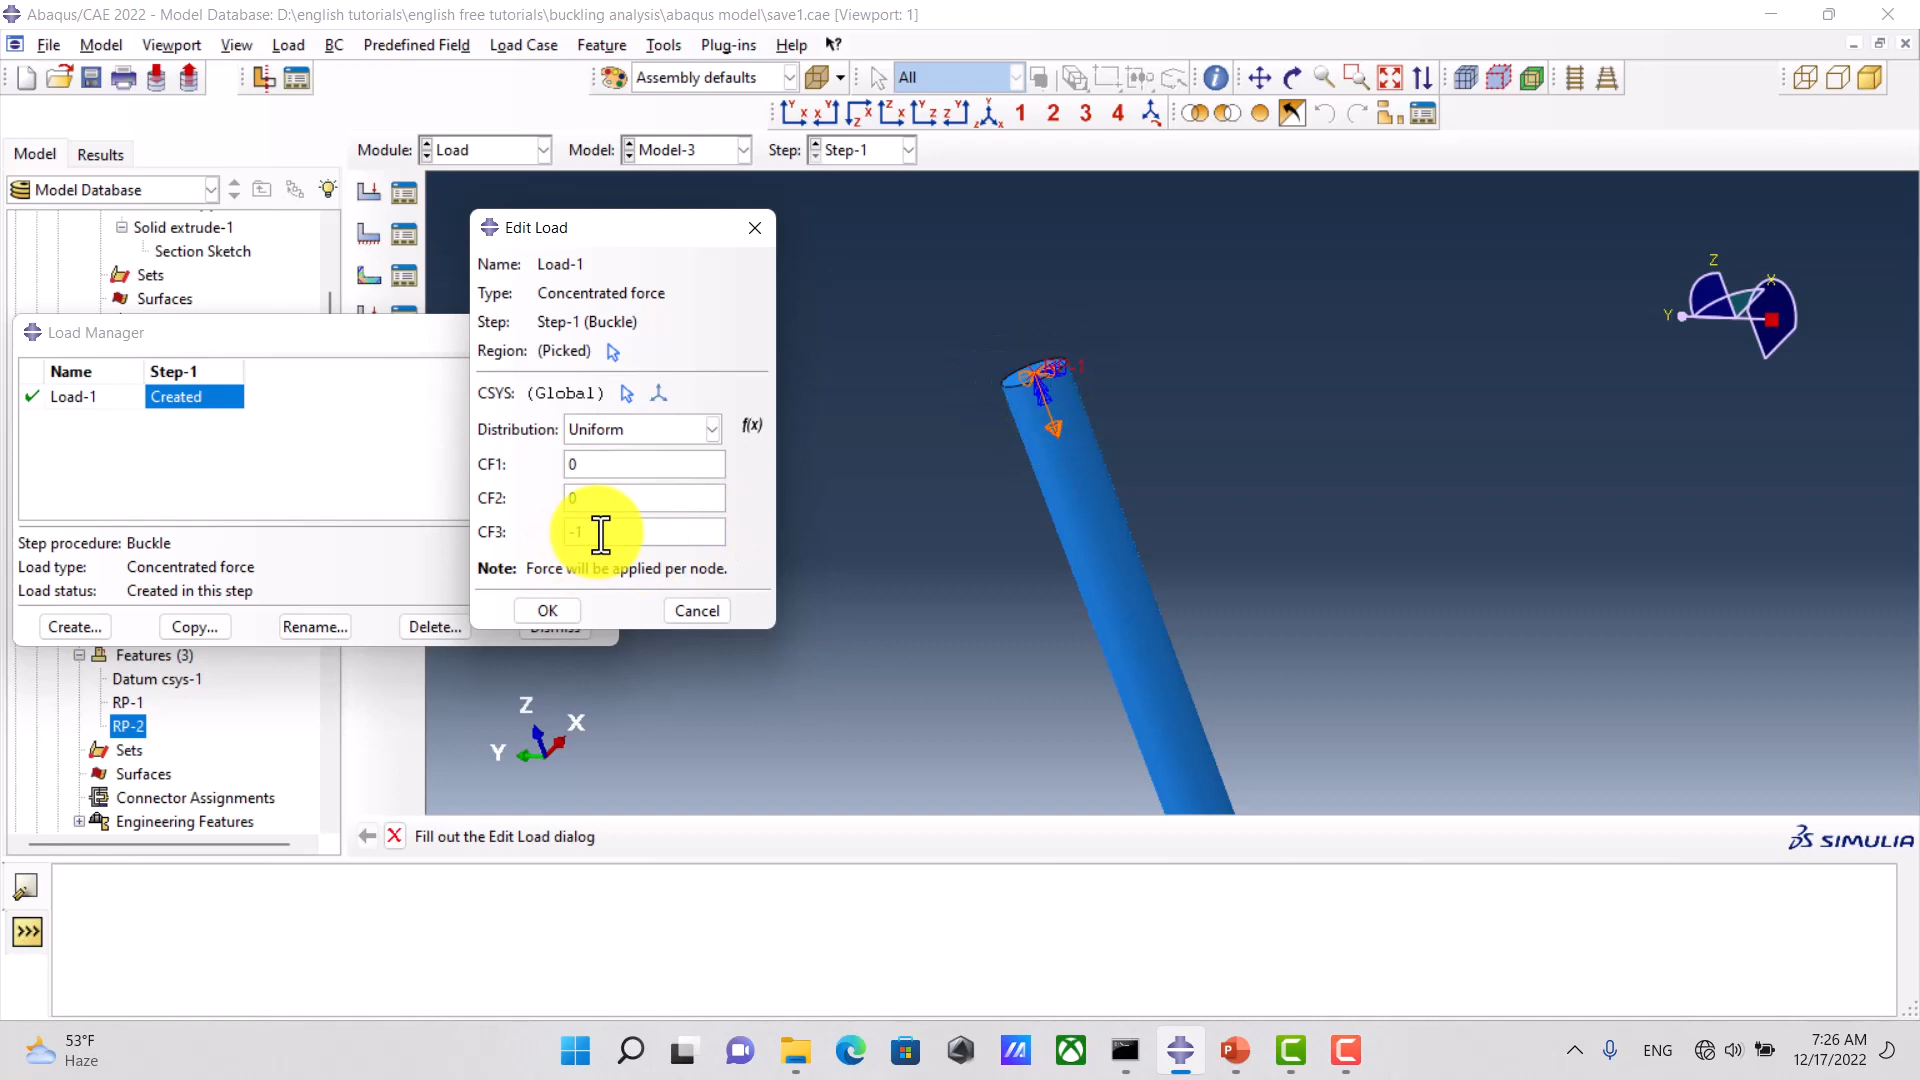 Abaqus/CAE 2022 - Model Database: D:\english tutorials\english free tutorials\buckling analysis\abaqus model\save1.cae [Viewport: 1]
File Model Viewport View Load BC Predefined Field Load Case Feature Tools Plug-ins Help
Assembly defaults
All
1 2 3 4
Model Results
Module: Load Model: Model-3 Step: Step-1
Model Database
Solid extrude-1
Section Sketch
Sets
Surfaces
Load Manager
Name Step-1
Load-1 Created
Step procedure: Buckle
Load type: Concentrated force
Load status: Created in this step
Create... Copy... Rename... Delete... Dismiss
Edit Load
Name: Load-1
Type: Concentrated force
Step: Step-1 (Buckle)
Region: (Picked)
CSYS: (Global)
Distribution: Uniform f(x)
CF1: 0
CF2: 0
CF3: -1
Note: Force will be applied per node.
OK Cancel
Features (3)
Datum csys-1
RP-1
RP-2
Sets
Surfaces
Connector Assignments
Engineering Features
Z
X
Y
Z
X
Y
Fill out the Edit Load dialog
SIMULIA
>>>
53°F
Haze
ENG
7:26 AM
12/17/2022